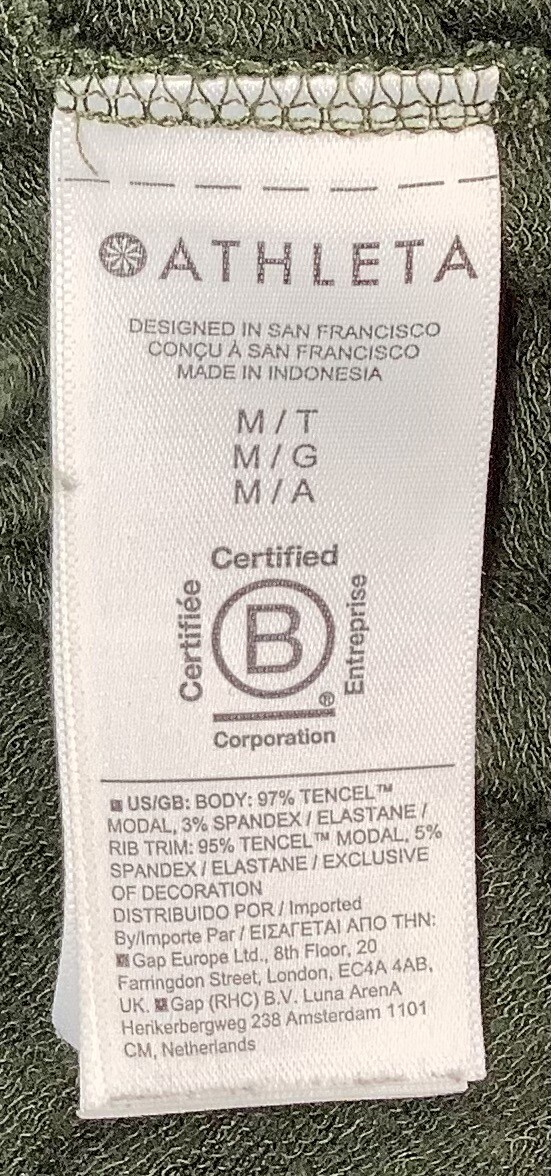 ATHLETA
DESIGNED IN SAN FRANCISCO
CONÇU À SAN FRANCISCO
MADE IN INDONESIA
M / T
M / G
M / A
Certified
Certifiée
B
Entreprise
®
Corporation
US/GB: BODY: 97% TENCEL™
MODAL, 3% SPANDEX / ELASTANE /
RIB TRIM: 95% TENCEL™ MODAL, 5%
SPANDEX / ELASTANE / EXCLUSIVE
OF DECORATION
DISTRIBUIDO POR / Imported
By/Importe Par / ΕΙΣΑΓΕΤΑΙ ΑΠΟ ΤΗΝ:
Gap Europe Ltd., 8th Floor, 20
Farringdon Street, London, EC4A 4AB,
UK. Gap (RHC) B.V. Luna ArenA
Herikerbergweg 238 Amsterdam 1101
CM, Netherlands